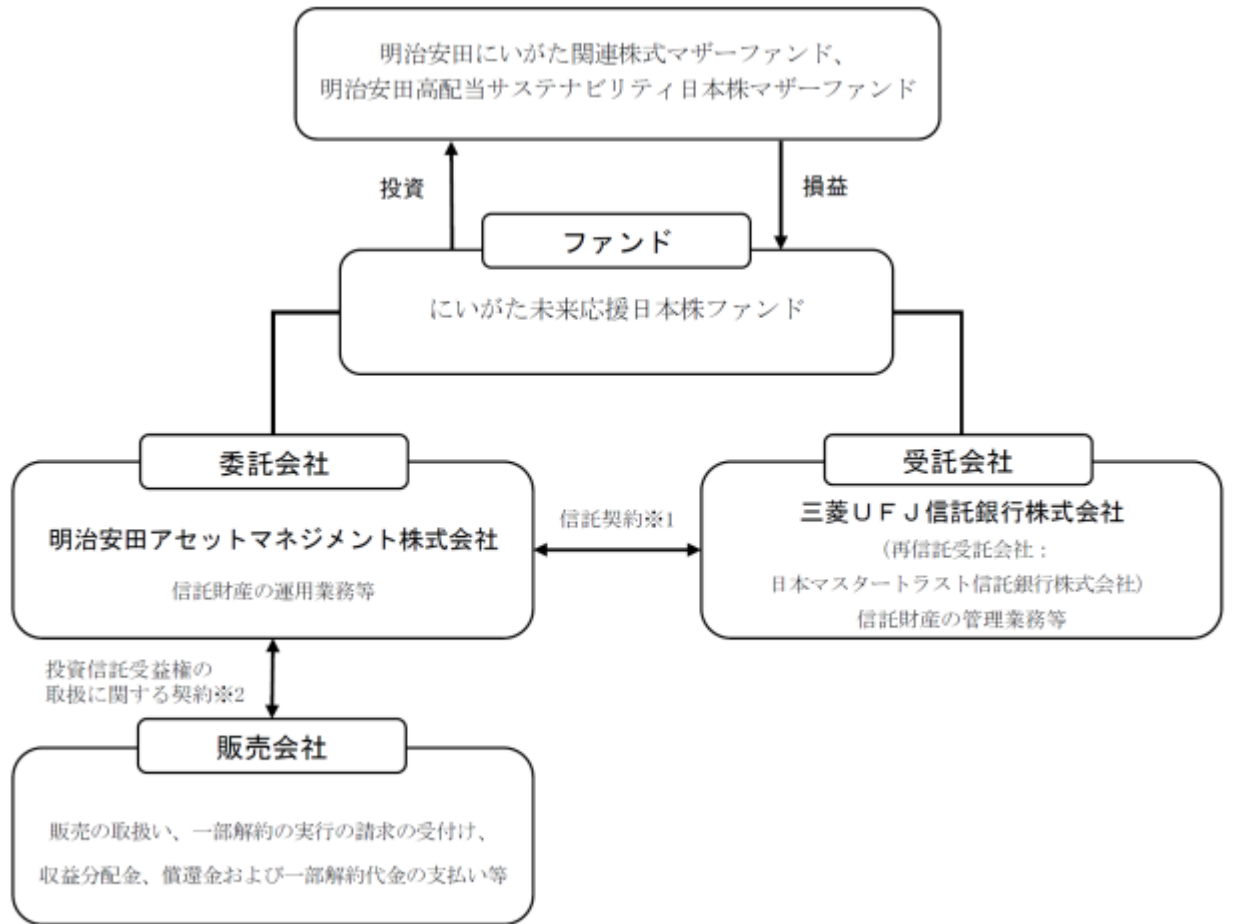 明治安田にいがた関連株式マザーファンド、
明治安田高配当サステナビリティ日本株マザーファンド
投資
損益
ファンド
にいがた未来応援日本株ファンド
委託会社
明治安田アセットマネジメント株式会社
信託財産の運用業務等
信託契約※1
受託会社
三菱UFJ信託銀行株式会社
(再信託受託会社:
日本マスタートラスト信託銀行株式会社)
信託財産の管理業務等
投資信託受益権の
取扱に関する契約※2
販売会社
販売の取扱い、一部解約の実行の請求の受付け、
収益分配金、償還金および一部解約代金の支払い等